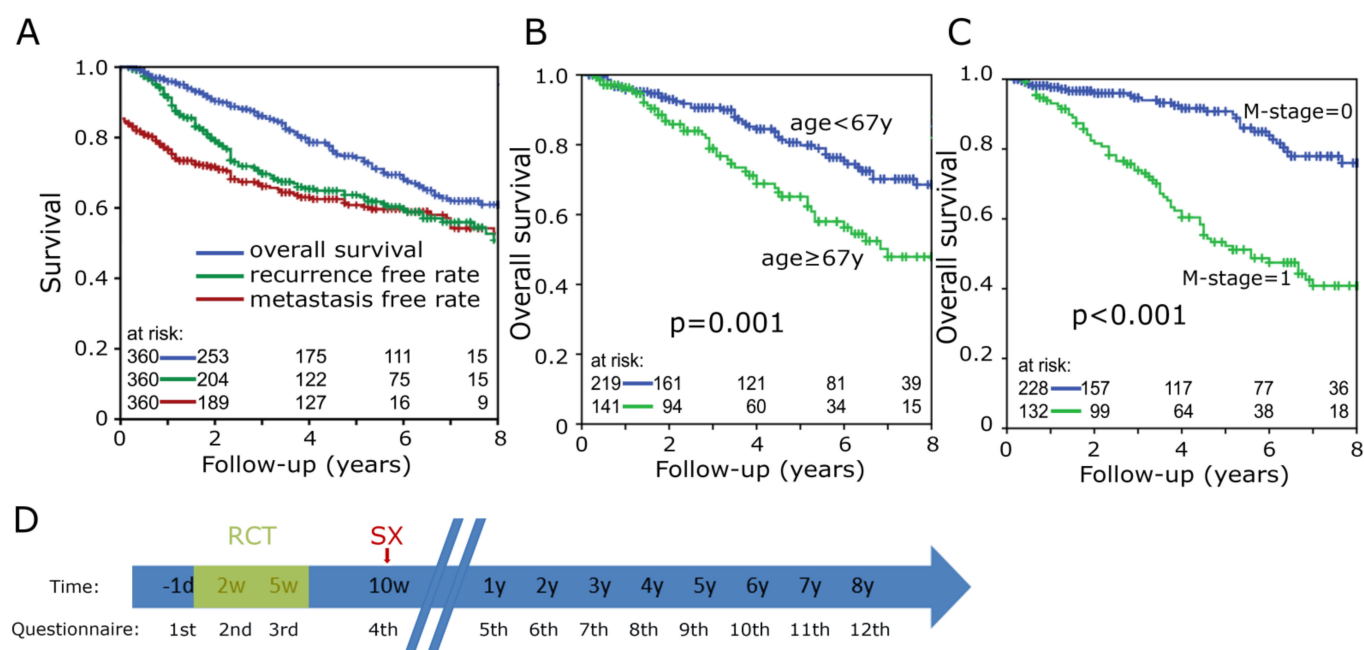 A
Survival
1.0
0.8
0.6
0.4
0.2
0
overall survival
recurrence free rate
metastasis free rate
at risk:
360 253 175 111 15
360 204 122 75 15
360 189 127 16 9
0 2 4 6 8
Follow-up (years)
B
Overall survival
1.0
0.8
0.6
0.4
0.2
0
age<67y
age≥67y
p=0.001
at risk:
219 161 121 81 39
141 94 60 34 15
0 2 4 6 8
Follow-up (years)
C
Overall survival
1.0
0.8
0.6
0.4
0.2
0
M-stage=0
M-stage=1
p<0.001
at risk:
228 157 117 77 36
132 99 64 38 18
0 2 4 6 8
Follow-up (years)
D
RCT SX
Time: -1d 2w 5w 10w 1y 2y 3y 4y 5y 6y 7y 8y
Questionnaire: 1st 2nd 3rd 4th 5th 6th 7th 8th 9th 10th 11th 12th